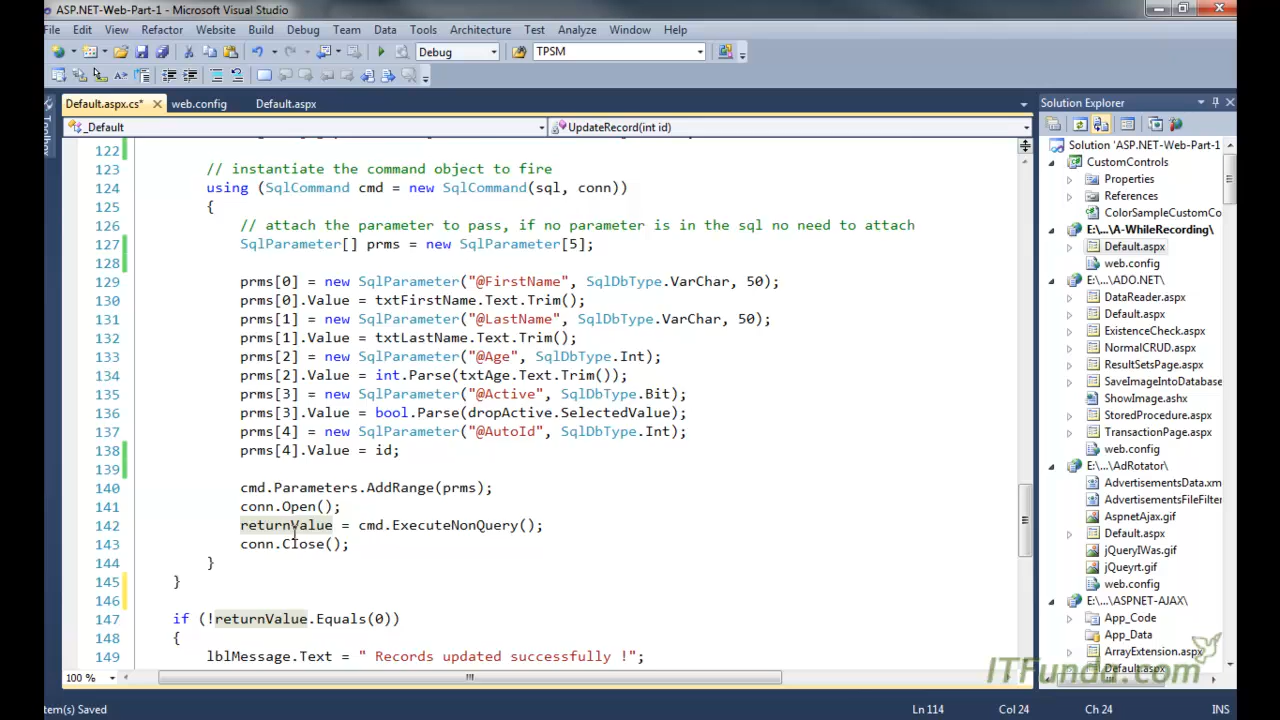 ASP.NET-Web-Part-1 - Microsoft Visual Studio
File Edit View Refactor Website Build Debug Team Data Tools Architecture Test Analyze Window Help
Debug TPSM
Default.aspx.cs* web.config Default.aspx
_Default UpdateRecord(int id)
Toolbox
122
123 // instantiate the command object to fire
124 using (SqlCommand cmd = new SqlCommand(sql, conn))
125 {
126 // attach the parameter to pass, if no parameter is in the sql no need to attach
127 SqlParameter[] prms = new SqlParameter[5];
128
129 prms[0] = new SqlParameter("@FirstName", SqlDbType.VarChar, 50);
130 prms[0].Value = txtFirstName.Text.Trim();
131 prms[1] = new SqlParameter("@LastName", SqlDbType.VarChar, 50);
132 prms[1].Value = txtLastName.Text.Trim();
133 prms[2] = new SqlParameter("@Age", SqlDbType.Int);
134 prms[2].Value = int.Parse(txtAge.Text.Trim());
135 prms[3] = new SqlParameter("@Active", SqlDbType.Bit);
136 prms[3].Value = bool.Parse(dropActive.SelectedValue);
137 prms[4] = new SqlParameter("@AutoId", SqlDbType.Int);
138 prms[4].Value = id;
139
140 cmd.Parameters.AddRange(prms);
141 conn.Open();
142 returnValue = cmd.ExecuteNonQuery();
143 conn.Close();
144 }
145 }
146
147 if (!returnValue.Equals(0))
148 {
149 lblMessage.Text = " Records updated successfully !";
100 %
Solution Explorer
Solution 'ASP.NET-Web-Part-1
CustomControls
Properties
References
ColorSampleCustomCo
E:\...\A-WhileRecording\
Default.aspx
web.config
E:\...\ADO.NET\
DataReader.aspx
Default.aspx
ExistenceCheck.aspx
NormalCRUD.aspx
ResultSetsPage.aspx
SaveImageIntoDatabase
ShowImage.ashx
StoredProcedure.aspx
TransactionPage.aspx
web.config
E:\...\AdRotator\
AdvertisementsData.xm
AdvertisementsFileFilter
AspnetAjax.gif
Default.aspx
jQueryIWas.gif
jQueyrt.gif
web.config
E:\...\ASPNET-AJAX\
App_Code
App_Data
ArrayExtension.aspx
Default.aspx
ITFunda.com
tem(s) Saved Ln 114 Col 24 Ch 24 INS